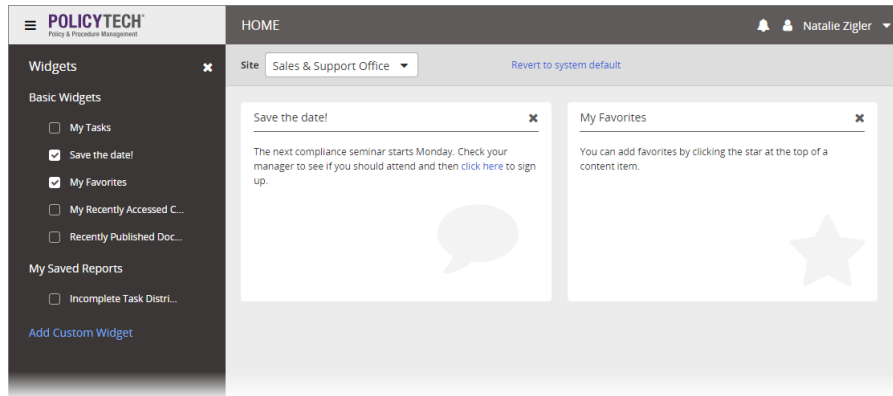 POLICYTECH
Policy & Procedure Management
HOME
Natalie Zigler
Widgets
Basic Widgets
My Tasks
Save the date!
My Favorites
My Recently Accessed C...
Recently Published Doc...
My Saved Reports
Incomplete Task Distri...
Add Custom Widget
Site
Sales & Support Office
Revert to system default
Save the date!
The next compliance seminar starts Monday. Check your
manager to see if you should attend and then click here to sign
up.
My Favorites
You can add favorites by clicking the star at the top of a
content item.